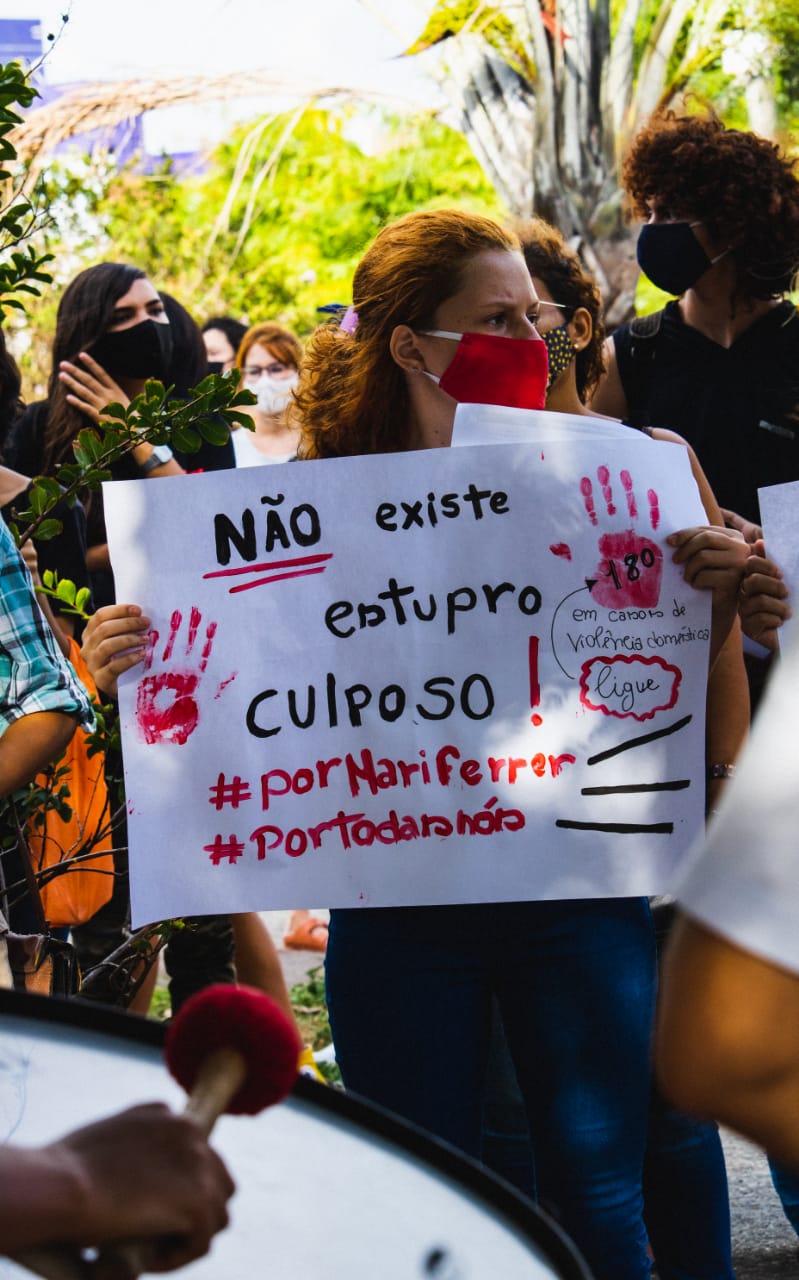 NÃO existe
estupro
culposo!
#porMariferrer
#Portodasnós
180
em casos de
Violência doméstica
ligue